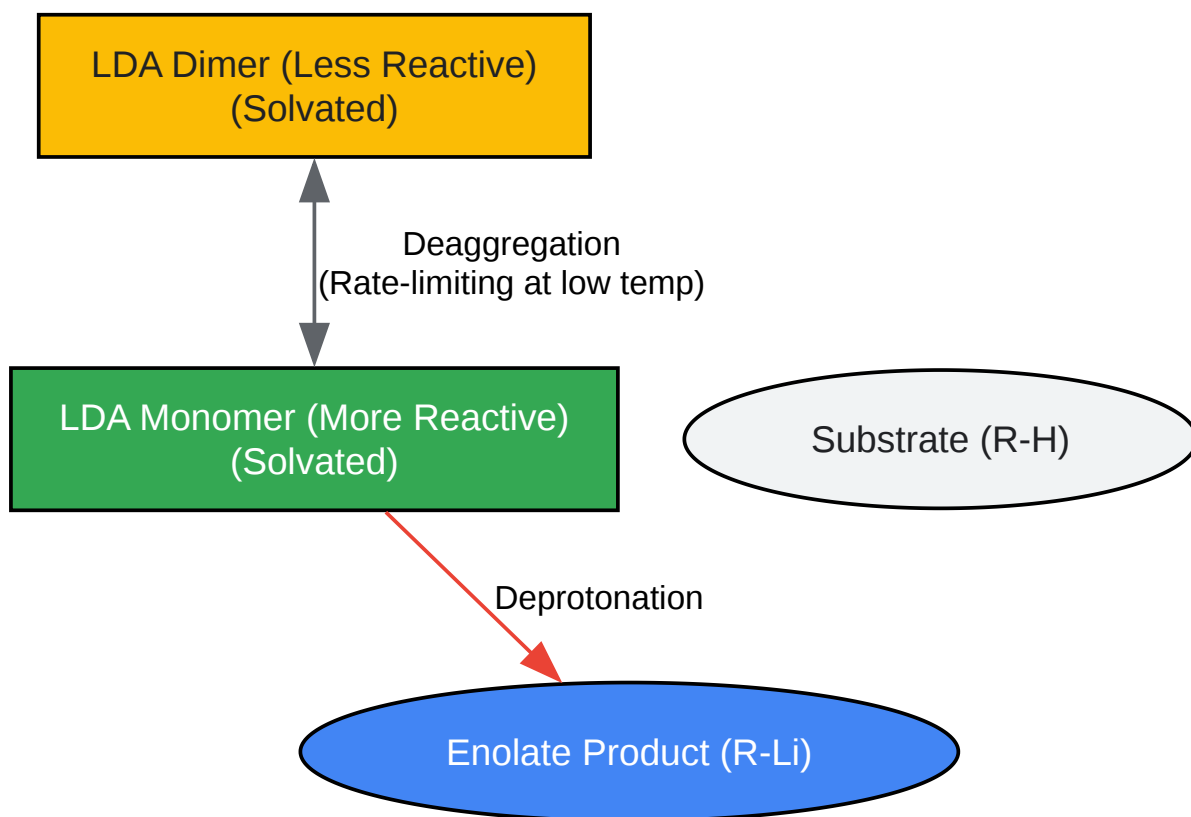 LDA Dimer (Less Reactive)
(Solvated)
Deaggregation
(Rate-limiting at low temp)
LDA Monomer (More Reactive)
(Solvated)
Substrate (R-H)
Deprotonation
Enolate Product (R-Li)